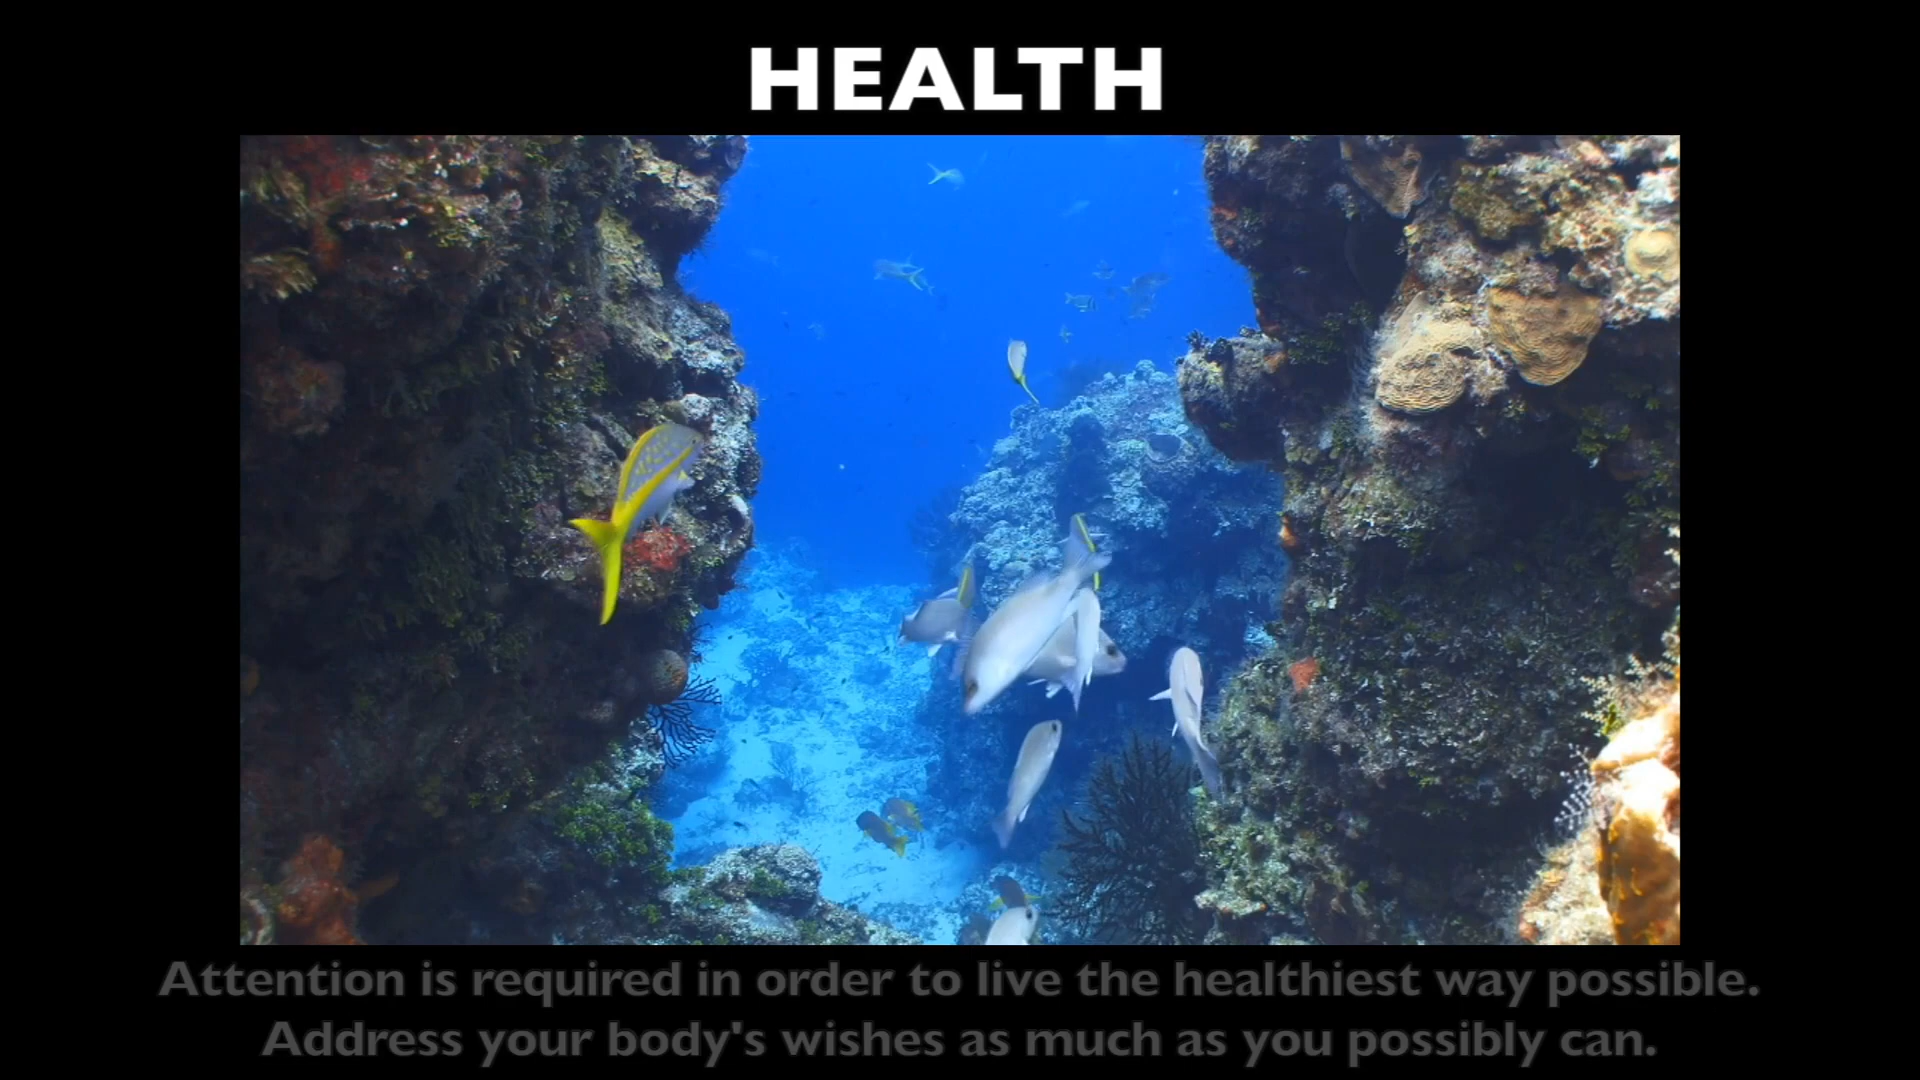 HEALTH
Attention is required in order to live the healthiest way possible.
Address your body's wishes as much as you possibly can.